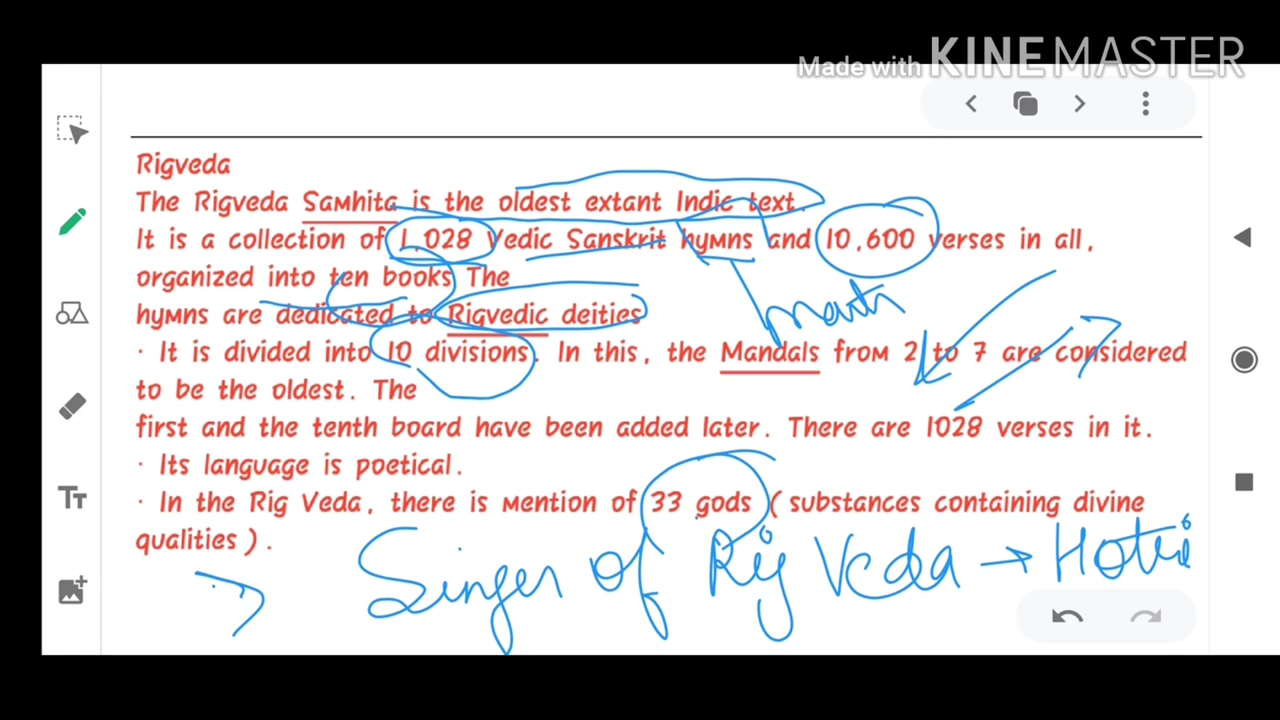 Made with KINEMASTER
Rigveda
The Rigveda Samhita is the oldest extant Indic text.
It is a collection of 1,028 Vedic Sanskrit hymns and 10,600 verses in all,
organized into ten books The
hymns are dedicated to Rigvedic deities
· It is divided into 10 divisions. In this, the Mandals from 2 to 7 are considered
to be the oldest. The
first and the tenth board have been added later. There are 1028 verses in it.
· Its language is poetical.
· In the Rig Veda, there is mention of 33 gods ( substances containing divine
qualities ).
Singer of Rig Veda → Hotri
TT